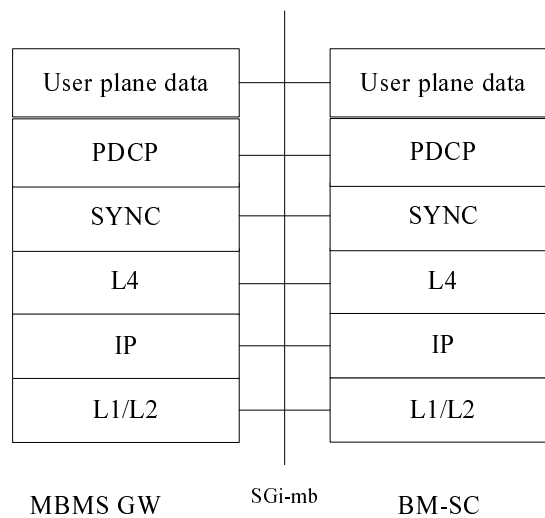 User plane data User plane data
PDCP PDCP
SYNC SYNC
L4 L4
IP IP
L1/L2 L1/L2
MBMS GW SGi-mb BM-SC